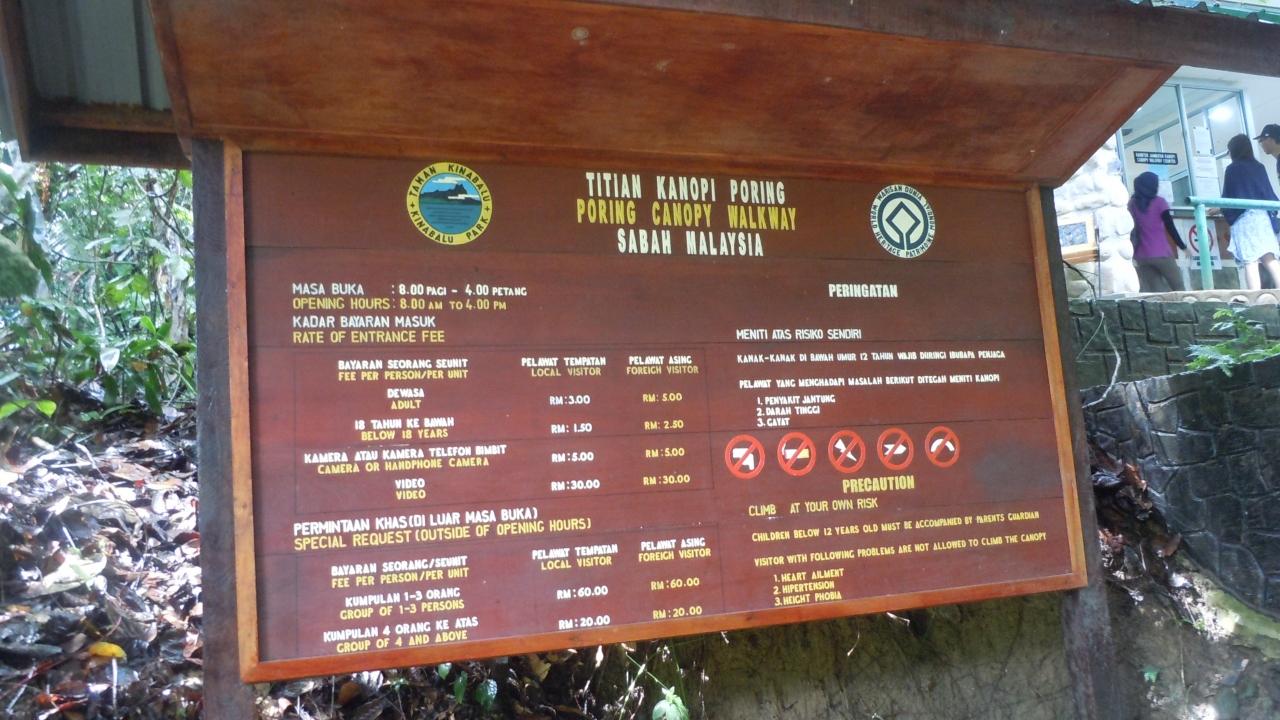 TAMAN KINABALU
KINABALU PARK
TITIAN KANOPI PORING
PORING CANOPY WALKWAY
SABAH MALAYSIA
WARISAN DUNIA
WORLD HERITAGE PATRIMOINE
MASA BUKA : 8.00 PAGI - 4.00 PETANG
OPENING HOURS : 8.00 AM TO 4.00 PM
KADAR BAYARAN MASUK
RATE OF ENTRANCE FEE
BAYARAN SEORANG SEUNIT PELAWAT TEMPATAN PELAWAT ASING
FEE PER PERSON/PER UNIT LOCAL VISITOR FOREIGH VISITOR
DEWASA
ADULT RM:3.00 RM: 5.00
18 TAHUN KE BAWAH
BELOW 18 YEARS RM: 1.50 RM: 2.50
KAMERA ATAU KAMERA TELEFON BIMBIT
CAMERA OR HANDPHONE CAMERA RM:5.00 RM:5.00
VIDEO
VIDEO RM:30.00 RM:30.00
PERMINTAAN KHAS(DI LUAR MASA BUKA)
SPECIAL REQUEST (OUTSIDE OF OPENING HOURS)
BAYARAN SEORANG/SEUNIT PELAWAT TEMPATAN PELAWAT ASING
FEE PER PERSON/PER UNIT LOCAL VISITOR FOREIGH VISITOR
KUMPULAN 1-3 ORANG
GROUP OF 1-3 PERSONS RM:60.00 RM:60.00
KUMPULAN 4 ORANG KE ATAS
GROUP OF 4 AND ABOVE RM:20.00 RM:20.00
PERINGATAN
MENITI ATAS RISIKO SENDIRI
KANAK-KANAK DI BAWAH UMUR 12 TAHUN WAJIB DIIRINGI IBUBAPA PENJAGA
PELAWAT YANG MENGHADAPI MASALAH BERIKUT DITEGAH MENITI KANOPI
1. PENYAKIT JANTUNG
2. DARAH TINGGI
3. GAYAT
PRECAUTION
CLIMB AT YOUR OWN RISK
CHILDREN BELOW 12 YEARS OLD MUST BE ACCOMPANIED BY PARENTS GUARDIAN
VISITOR WITH FOLLOWING PROBLEMS ARE NOT ALLOWED TO CLIMB THE CANOPY
1. HEART AILMENT
2. HIPERTENSION
3. HEIGHT PHOBIA